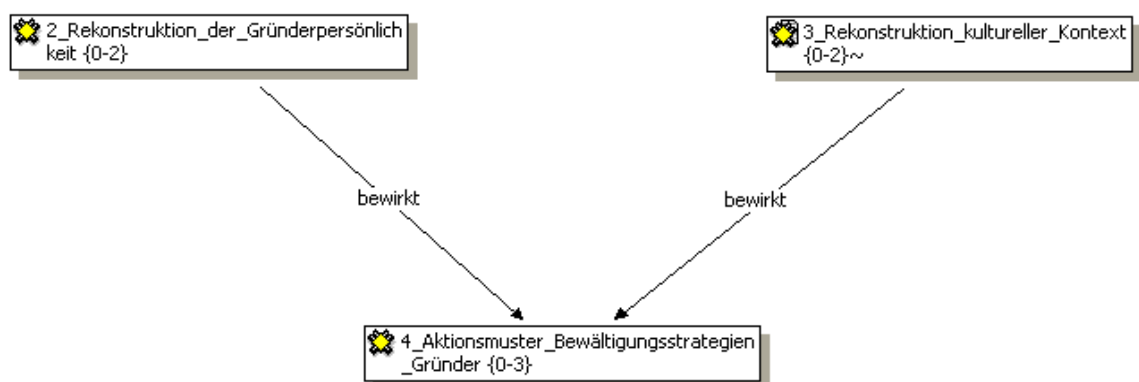 2_Rekonstruktion_der_Gründerpersönlich
keit {0-2}
3_Rekonstruktion_kultureller_Kontext
{0-2}~
bewirkt
bewirkt
4_Aktionsmuster_Bewältigungsstrategien
_Gründer {0-3}